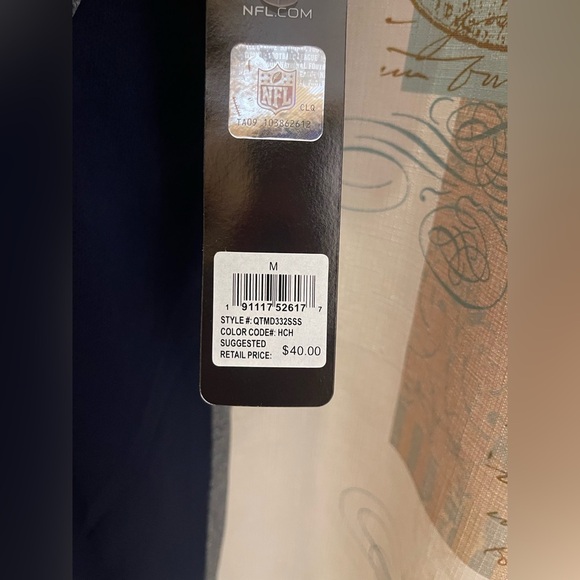 NFL.COM
NFL
CLQ
TA09 103862612
M
1 91117 52617 7
STYLE #: QTMD332SSS
COLOR CODE#: HCH
SUGGESTED
RETAIL PRICE: $40.00